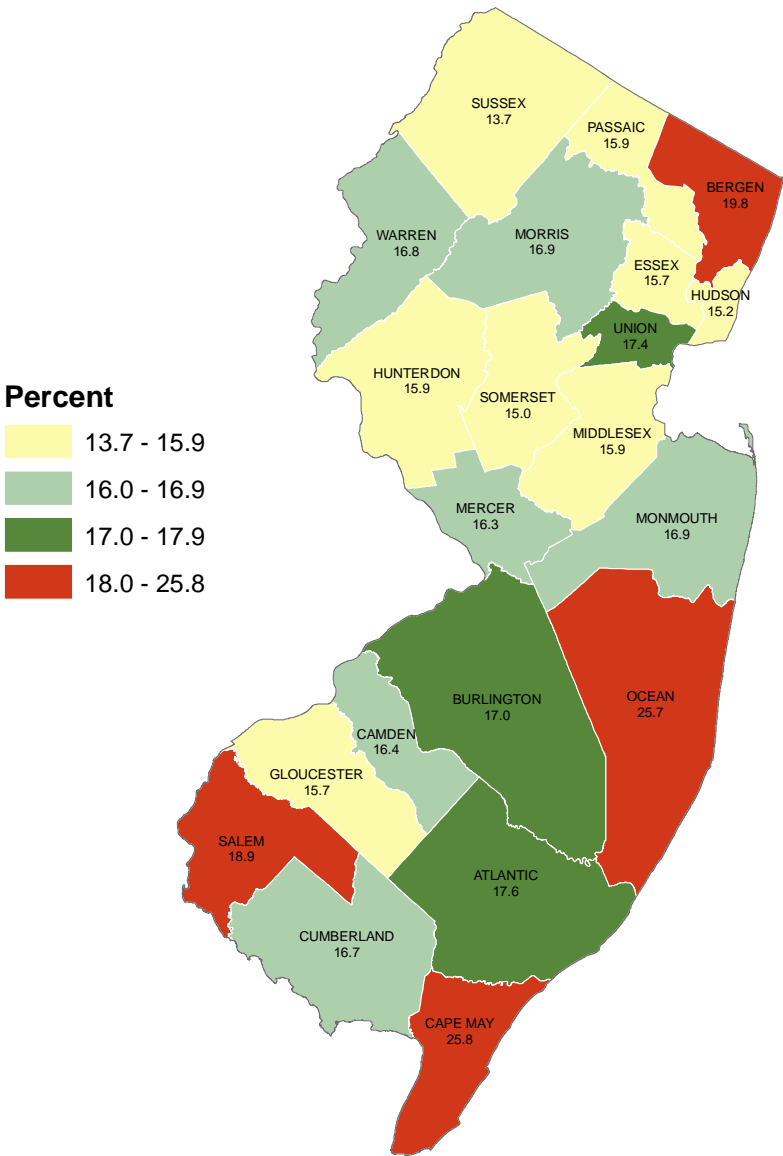 SUSSEX
13.7
PASSAIC
15.9
BERGEN
19.8
WARREN
16.8
MORRIS
16.9
ESSEX
15.7
HUDSON
15.2
UNION
17.4
HUNTERDON
15.9
SOMERSET
15.0
MIDDLESEX
15.9
Percent
13.7 - 15.9
16.0 - 16.9
17.0 - 17.9
18.0 - 25.8
MERCER
16.3
MONMOUTH
16.9
BURLINGTON
17.0
OCEAN
25.7
CAMDEN
16.4
GLOUCESTER
15.7
SALEM
18.9
ATLANTIC
17.6
CUMBERLAND
16.7
CAPE MAY
25.8